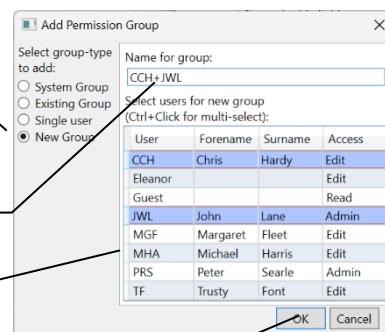 Add Permission Group
Select group-type to add:
System Group
Existing Group
Single user
New Group
Name for group:
CCH+JWL
Select users for new group
(Ctrl+Click for multi-select):
User Forename Surname Access
CCH Chris Hardy Edit
Eleanor Edit
Guest Read
JWL John Lane Admin
MGF Margaret Fleet Edit
MHA Michael Harris Edit
PRS Peter Searle Admin
TF Trusty Font Edit
OK Cancel